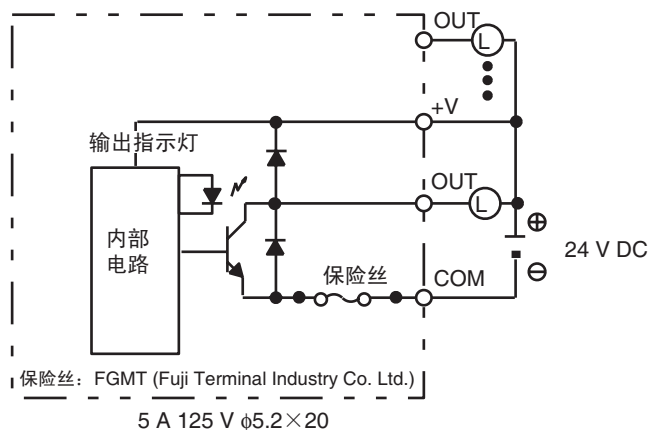 OUT
L
+V
输出指示灯
OUT
L
内部
电路
24 V DC
保险丝
COM
保险丝：FGMT (Fuji Terminal Industry Co. Ltd.)
5 A 125 V ϕ5.2×20